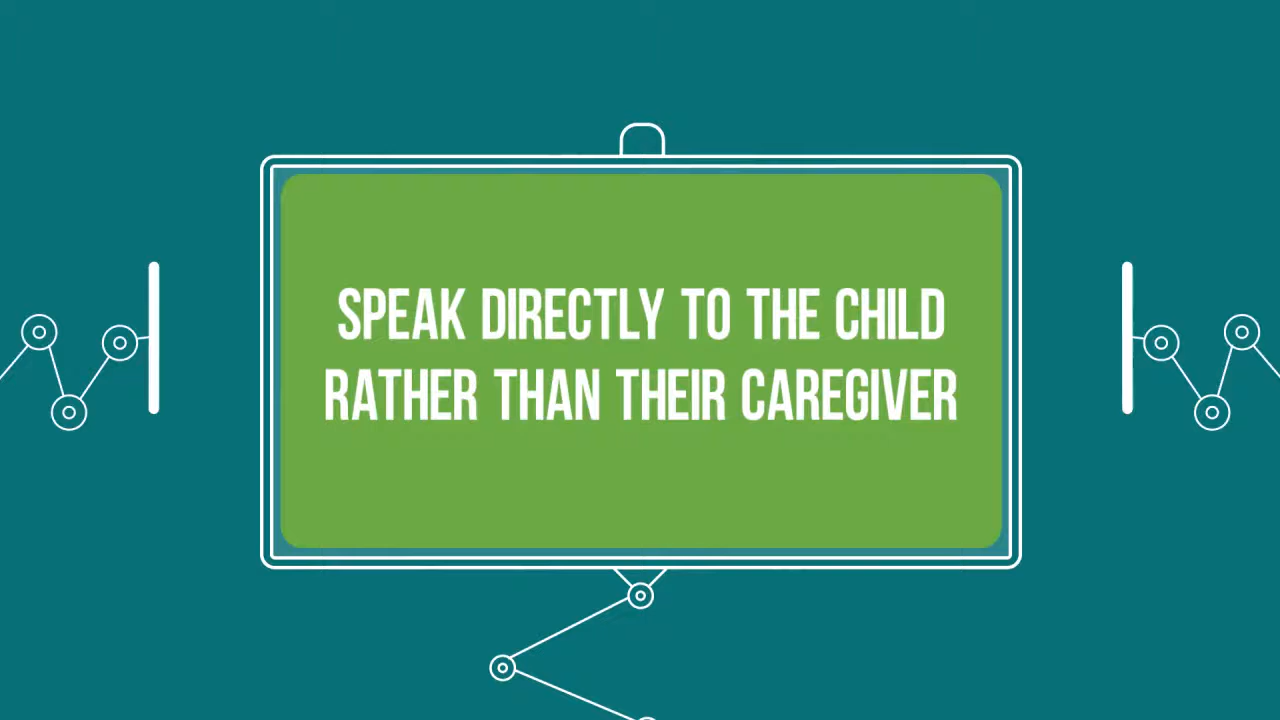 SPEAK DIRECTLY TO THE CHILD
RATHER THAN THEIR CAREGIVER